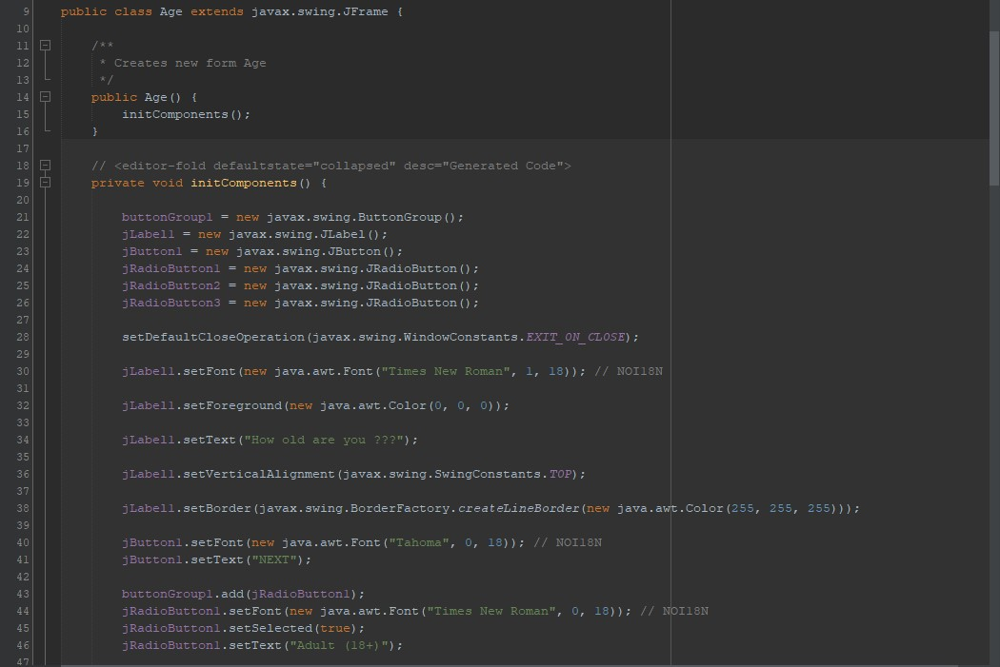 9 public class Age extends javax.swing.JFrame {
10
11 /**
12 * Creates new form Age
13 */
14 public Age() {
15 initComponents();
16 }
17
18 // <editor-fold defaultstate="collapsed" desc="Generated Code">
19 private void initComponents() {
20
21 buttonGroup1 = new javax.swing.ButtonGroup();
22 jLabel1 = new javax.swing.JLabel();
23 jButton1 = new javax.swing.JButton();
24 jRadioButton1 = new javax.swing.JRadioButton();
25 jRadioButton2 = new javax.swing.JRadioButton();
26 jRadioButton3 = new javax.swing.JRadioButton();
27
28 setDefaultCloseOperation(javax.swing.WindowConstants.EXIT_ON_CLOSE);
29
30 jLabel1.setFont(new java.awt.Font("Times New Roman", 1, 18)); // NOI18N
31
32 jLabel1.setForeground(new java.awt.Color(0, 0, 0));
33
34 jLabel1.setText("How old are you ???");
35
36 jLabel1.setVerticalAlignment(javax.swing.SwingConstants.TOP);
37
38 jLabel1.setBorder(javax.swing.BorderFactory.createLineBorder(new java.awt.Color(255, 255, 255)));
39
40 jButton1.setFont(new java.awt.Font("Tahoma", 0, 18)); // NOI18N
41 jButton1.setText("NEXT");
42
43 buttonGroup1.add(jRadioButton1);
44 jRadioButton1.setFont(new java.awt.Font("Times New Roman", 0, 18)); // NOI18N
45 jRadioButton1.setSelected(true);
46 jRadioButton1.setText("Adult (18+)");
47